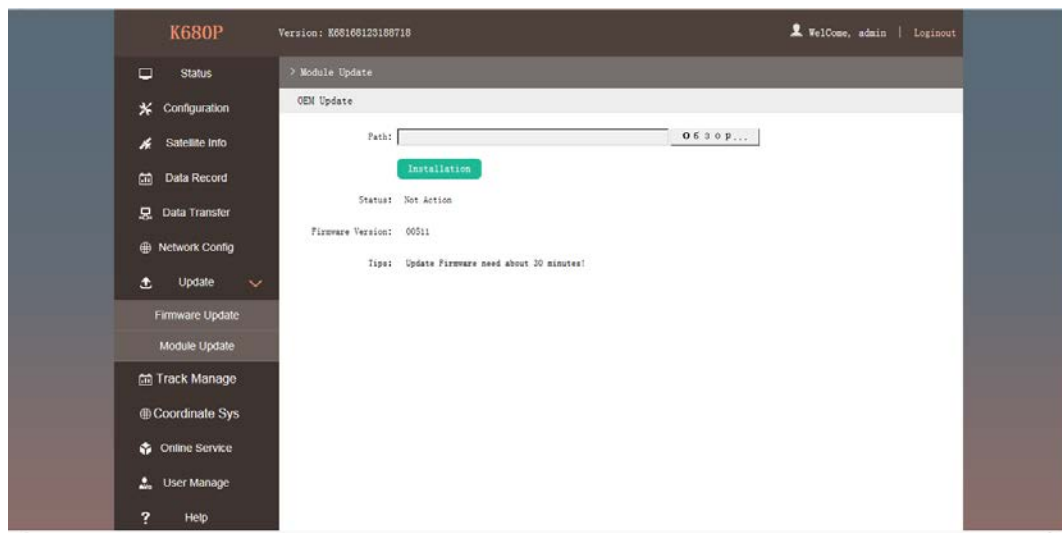 K680P
Version: K68168123188718
WelCome, admin | Loginout
Status
Configuration
Satellite Info
Data Record
Data Transfer
Network Config
Update
Firmware Update
Module Update
Track Manage
Coordinate Sys
Online Service
User Manage
Help
> Module Update
OEM Update
Path:
Installation
Status: Not Action
Firmware Version: 00511
Tips: Update Firmware need about 30 minutes!